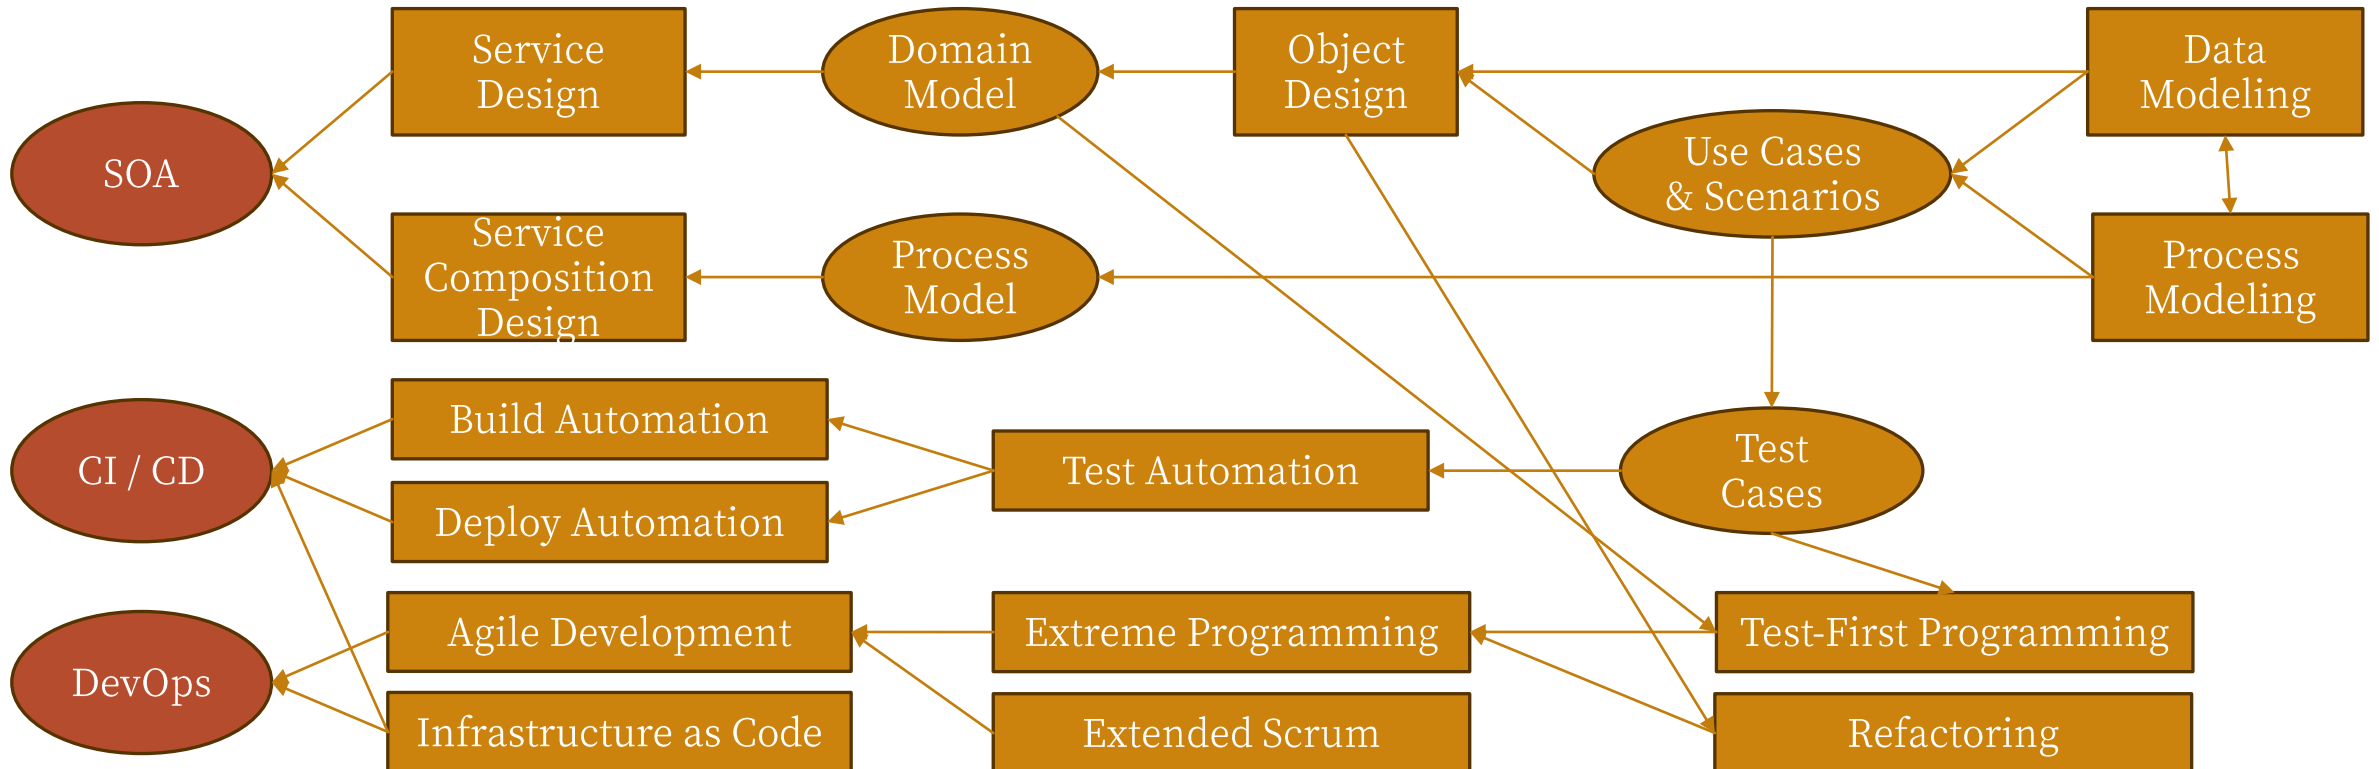 Service
Design
Domain
Model
Object
Design
Data
Modeling
SOA
Use Cases
& Scenarios
Service
Composition
Design
Process
Model
Process
Modeling
Build Automation
CI / CD
Test Automation
Test
Cases
Deploy Automation
Agile Development
Extreme Programming
Test-First Programming
DevOps
Infrastructure as Code
Extended Scrum
Refactoring